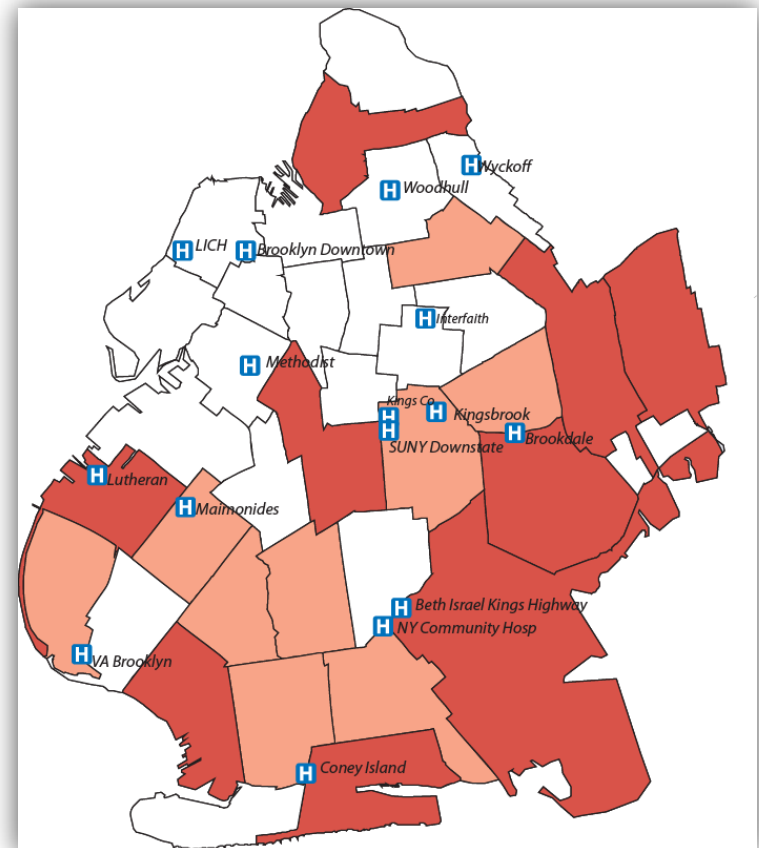 H Wyckoff
H Woodhull
H LICH
H Brooklyn Downtown
H Interfaith
H Methodist
Kings Co
H
H Kingsbrook
H
SUNY Downstate
H Brookdale
H Lutheran
H Maimonides
H Beth Israel Kings Highway
H NY Community Hosp
H VA Brooklyn
H Coney Island